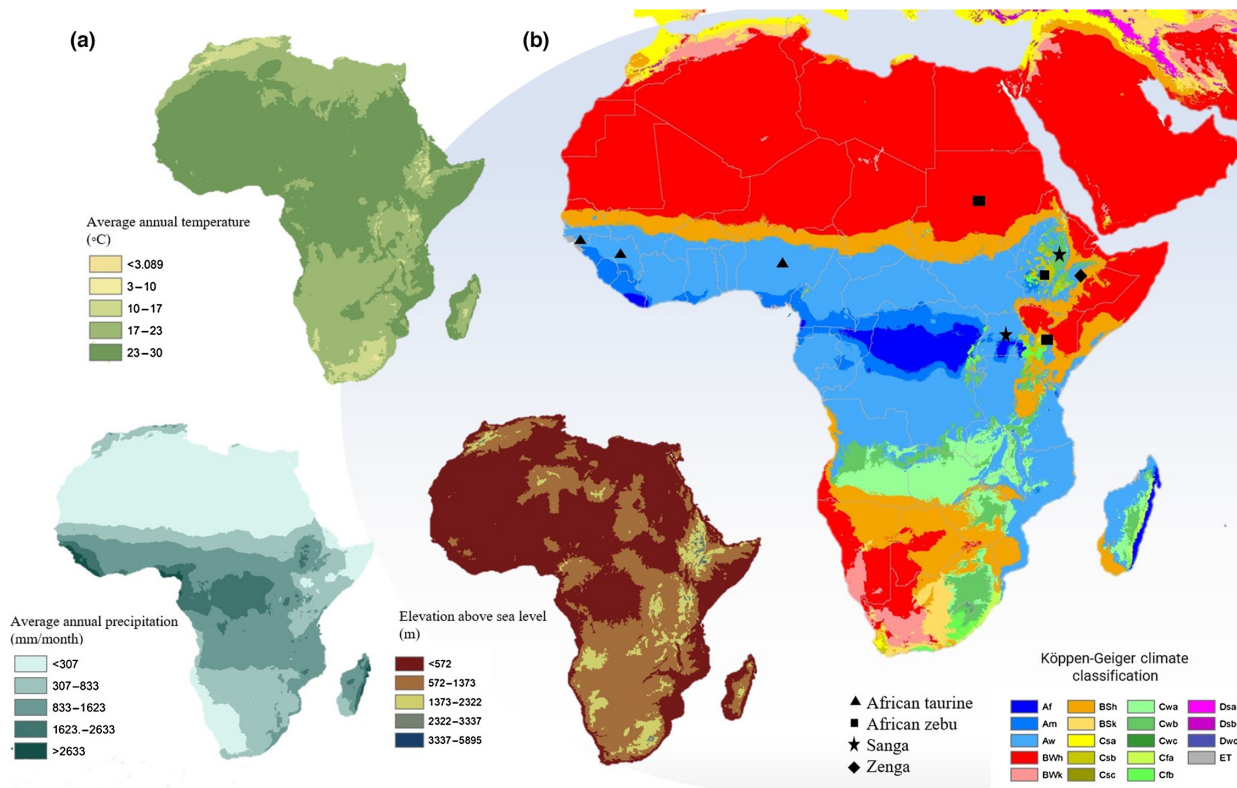 (a)
(b)
Average annual temperature
(°C)
<3.089
3–10
10–17
17–23
23–30
Average annual precipitation
(mm/month)
<307
307–833
833–1623
1623.–2633
>2633
Elevation above sea level
(m)
<572
572–1373
1373–2322
2322–3337
3337–5895
African taurine
African zebu
Sanga
Zenga
Köppen-Geiger climate
classification
Af BSh Cwa Dsa
Am BSk Cwb Dsb
Aw Csa Cwc Dwc
BWh Csb Cfa ET
BWk Csc Cfb